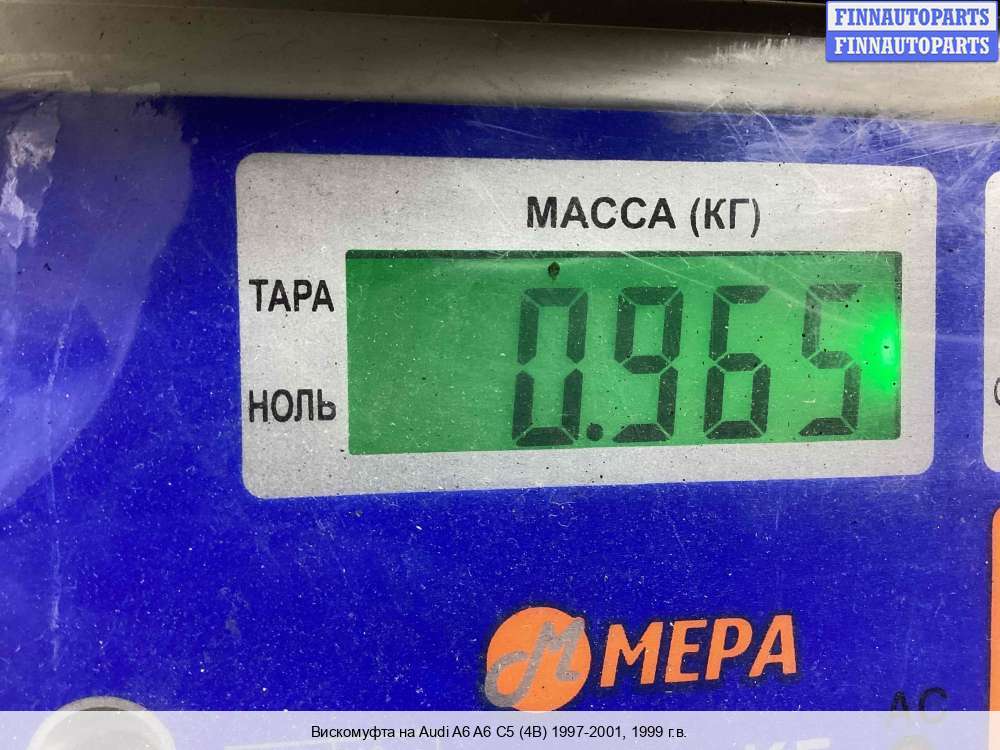 FINNAUTOPARTS
FINNAUTOPARTS
МАССА (КГ)
ТАРА
0.965
НОЛЬ
МЕРА
AC
Вискомуфта на Audi A6 A6 C5 (4B) 1997-2001, 1999 г.в.